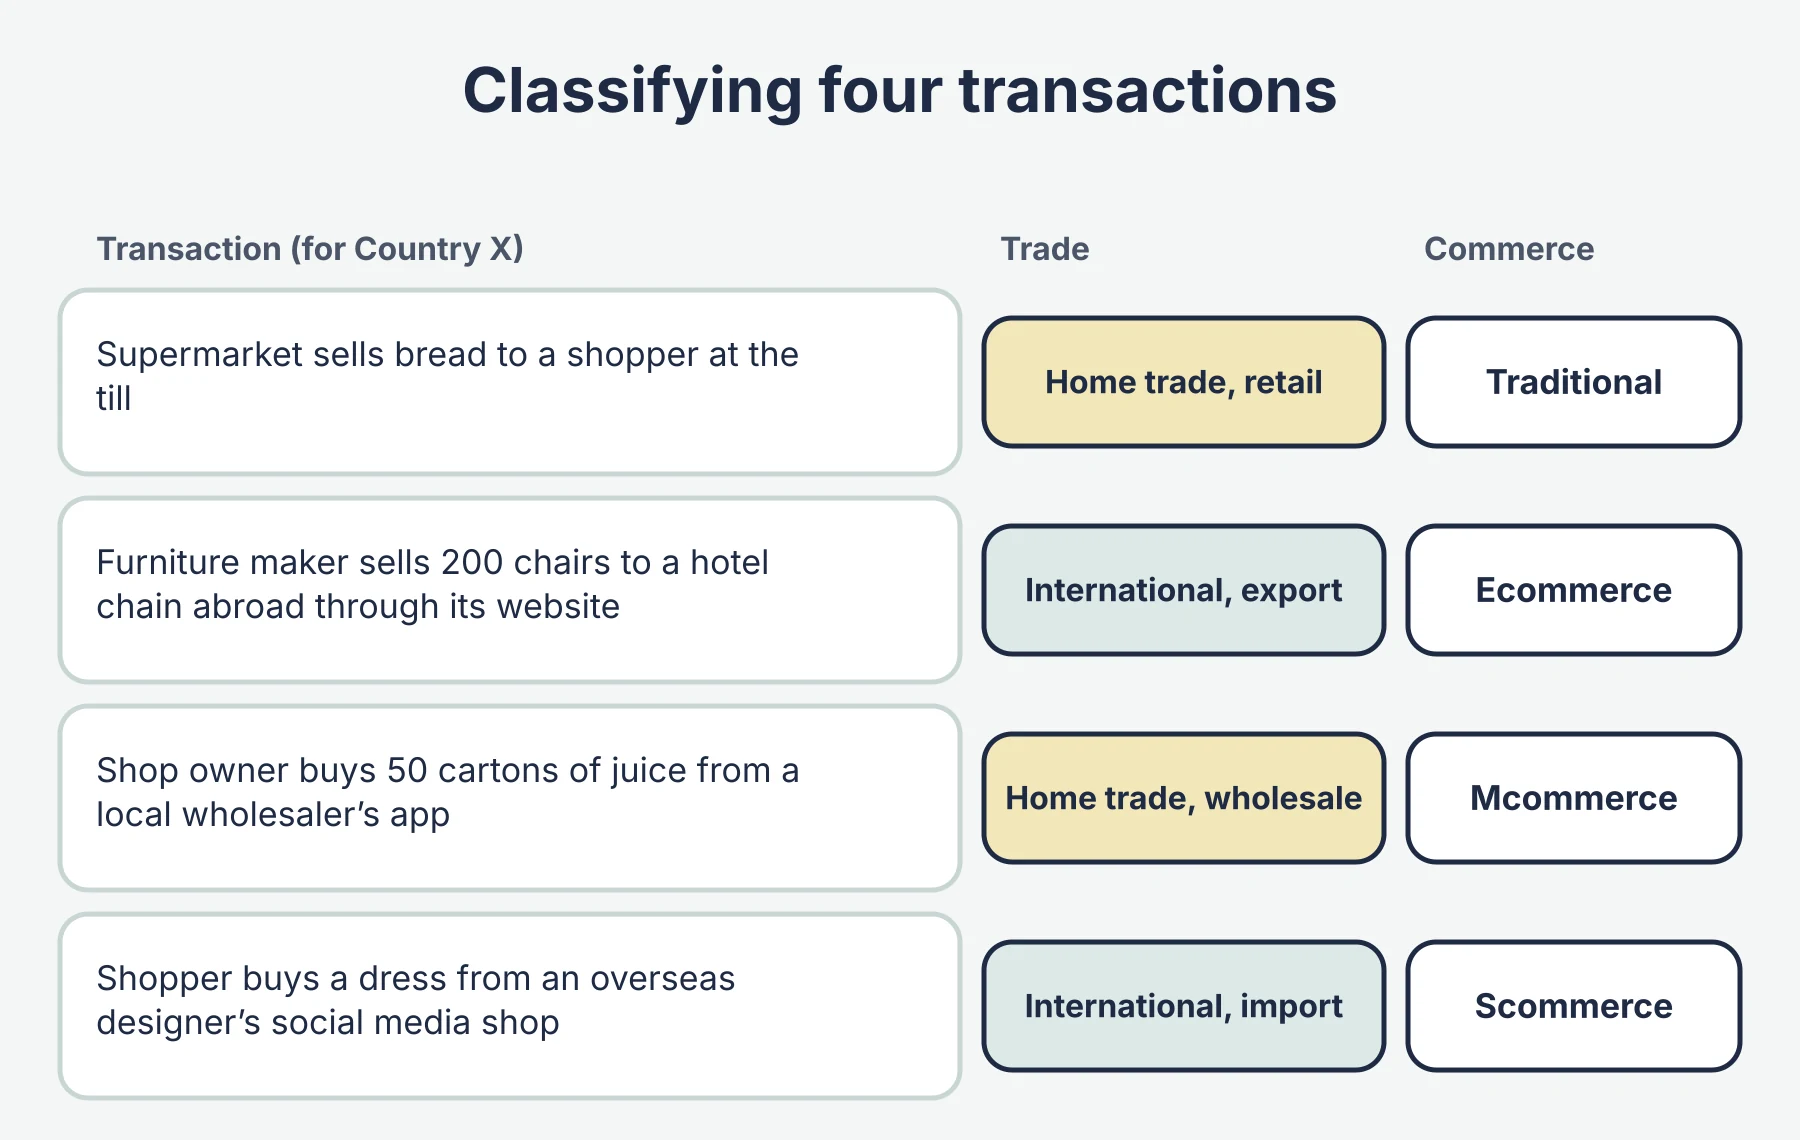 Classifying four transactions
Transaction (for Country X)
Trade
Commerce
Supermarket sells bread to a shopper at the
till
Home trade, retail
Traditional
Furniture maker sells 200 chairs to a hotel
chain abroad through its website
International, export
Ecommerce
Shop owner buys 50 cartons of juice from a
local wholesaler’s app
Home trade, wholesale
Mcommerce
Shopper buys a dress from an overseas
designer’s social media shop
International, import
Scommerce